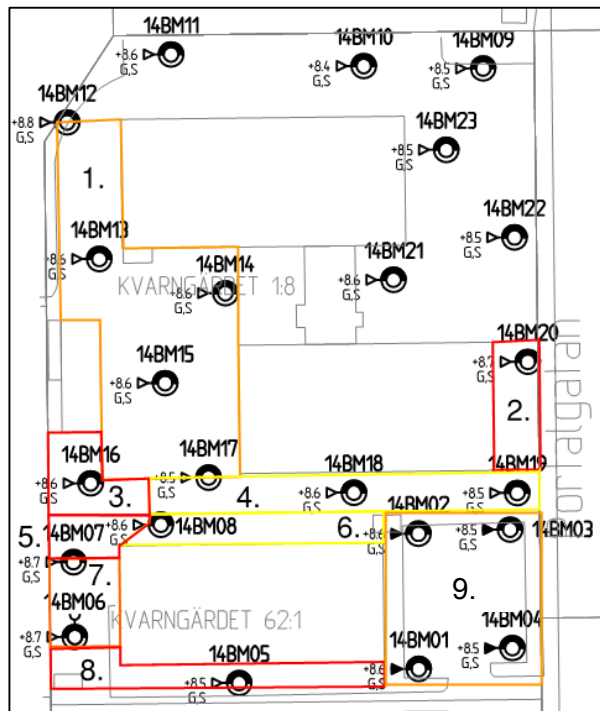 14BM11
+8.6
G,S
14BM10
+8.4
G,S
14BM09
+8.5
G,S
14BM12
+8.8
G,S
14BM23
+8.5
G,S
1.
14BM13
+8.6
G,S
14BM22
+8.5
G,S
14BM14
+8.6
G,S
14BM21
+8.6
G,S
KVARNGÄRDET 1:8
14BM20
+8.7
G,S
14BM15
+8.6
G,S
2.
14BM16
+8.6
G,S
14BM17
+8.5
G,S
14BM18
+8.6
G,S
14BM19
+8.5
G,S
3.
4.
5.
14BM07
+8.7
G,S
+8.6
G,S
14BM08
6.
14BM02
+8.6
G,S
14BM03
+8.5
G,S
7.
9.
14BM06
+8.7
G,S
KVARNGÄRDET 62:1
14BM04
+8.5
G,S
8.
14BM05
+8.5
G,S
14BM01
+8.6
G,S